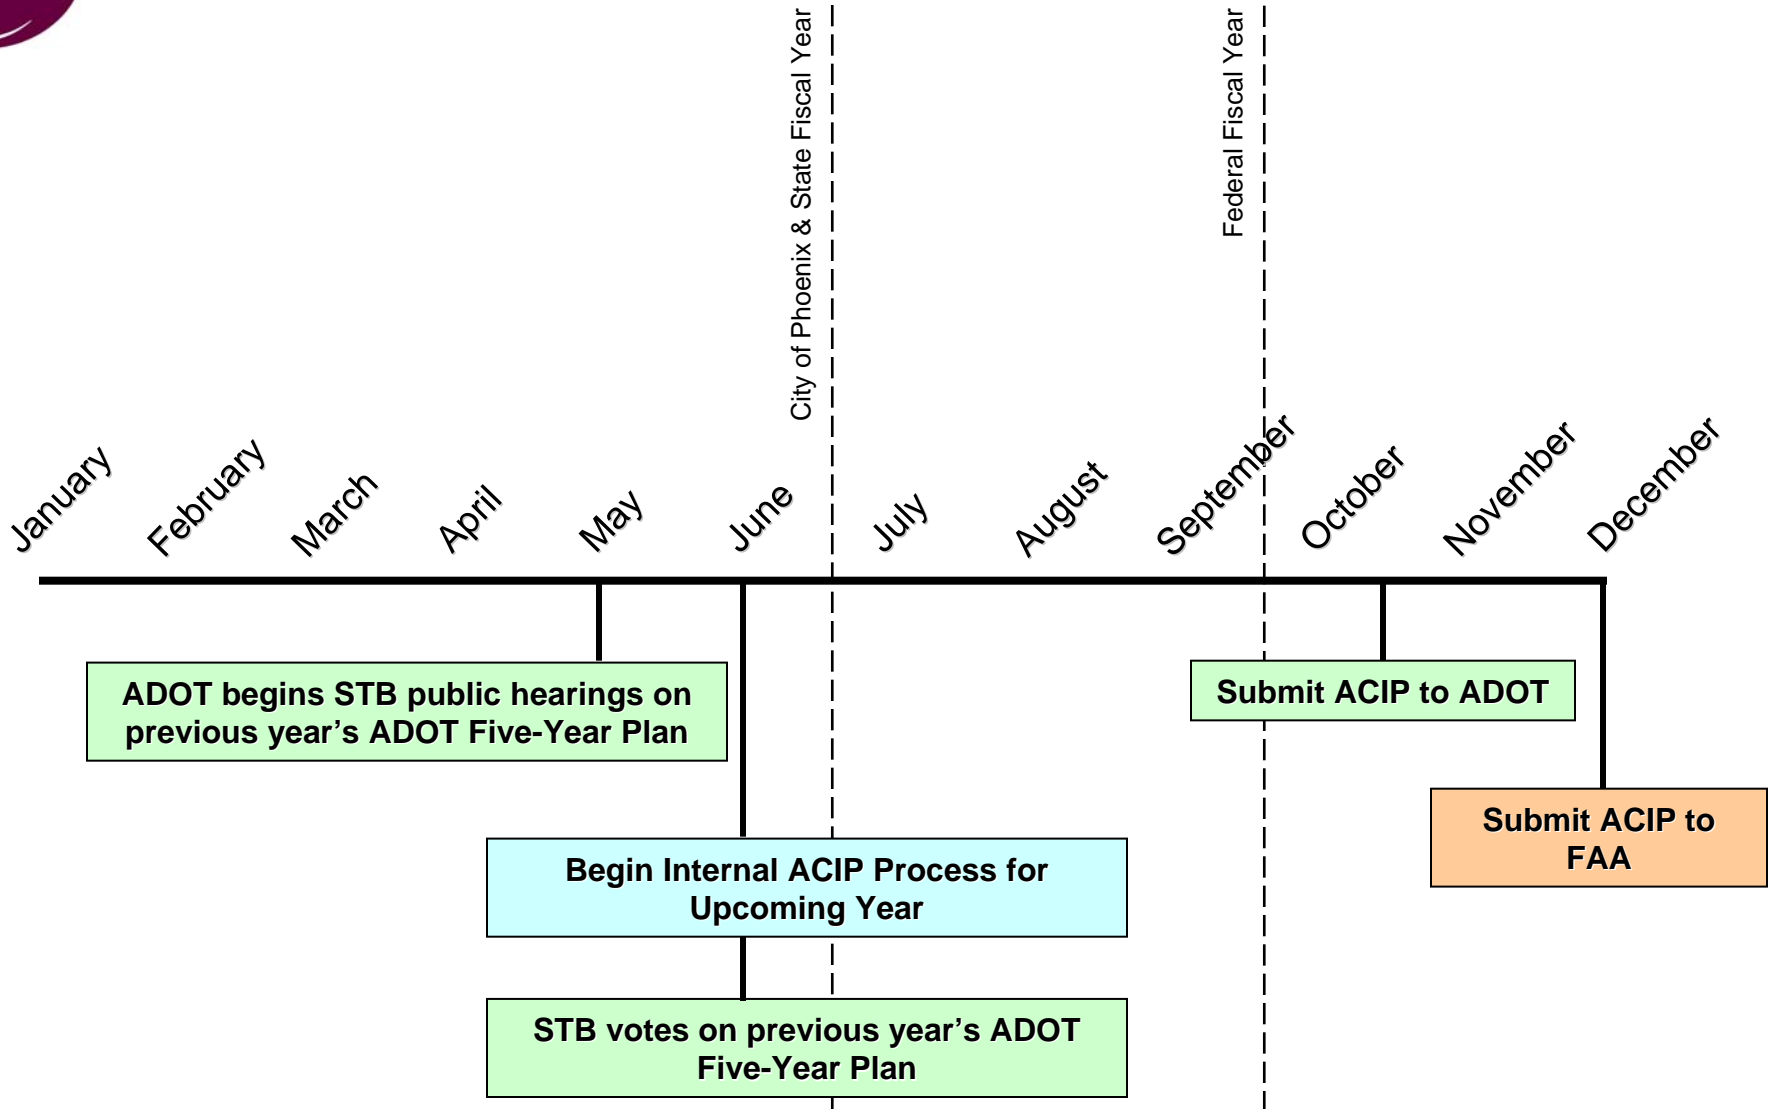 City of Phoenix & State Fiscal Year
Federal Fiscal Year
January
February
March
April
May
June
July
August
September
October
November
December
ADOT begins STB public hearings on
previous year’s ADOT Five-Year Plan
Submit ACIP to ADOT
Submit ACIP to
FAA
Begin Internal ACIP Process for
Upcoming Year
STB votes on previous year’s ADOT
Five-Year Plan